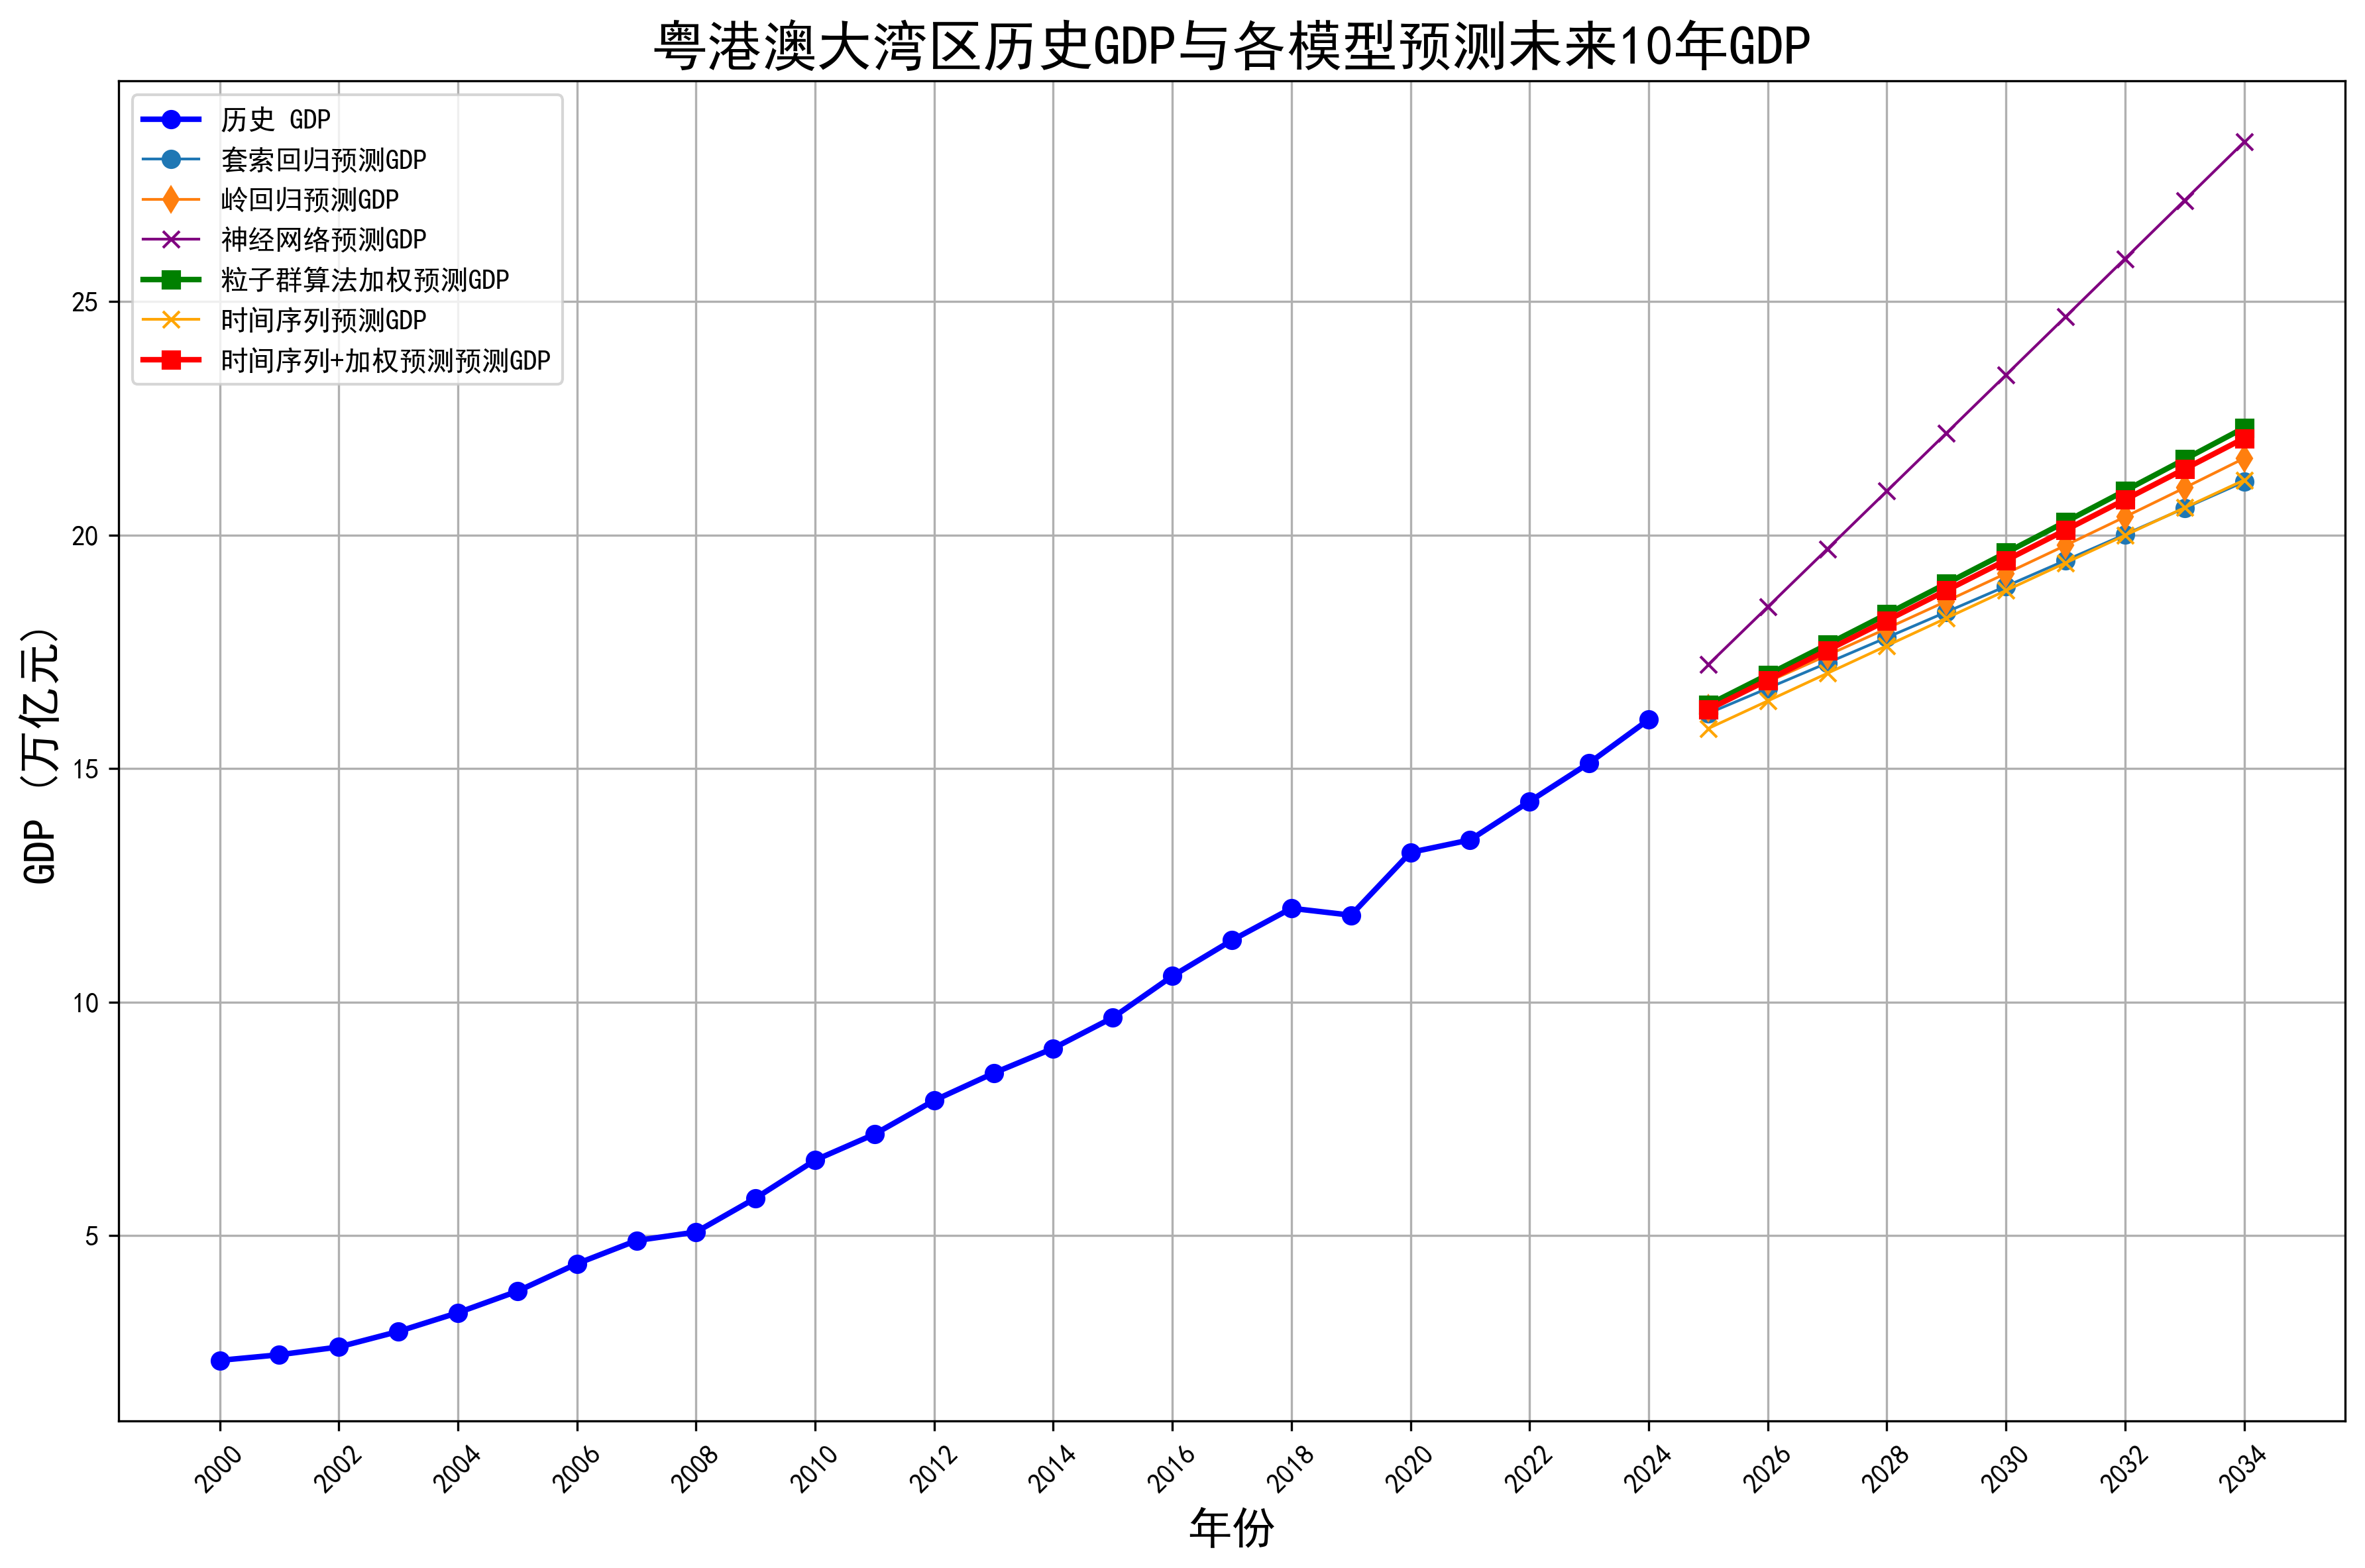 粤港澳大湾区历史GDP与各模型预测未来10年GDP
历史 GDP
套索回归预测GDP
岭回归预测GDP
神经网络预测GDP
粒子群算法加权预测GDP
时间序列预测GDP
时间序列+加权预测预测GDP
GDP (万亿元)
25
20
15
10
5
2000
2002
2004
2006
2008
2010
2012
2014
2016
2018
2020
2022
2024
2026
2028
2030
2032
2034
年份